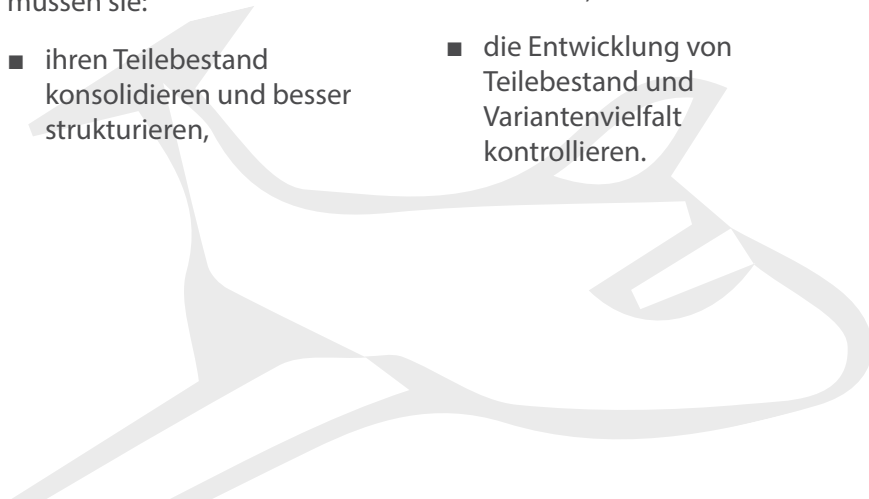 müssen sie:
■ ihren Teilebestand
konsolidieren und besser
strukturieren,
■ die Entwicklung von
Teilebestand und
Variantenvielfalt
kontrollieren.